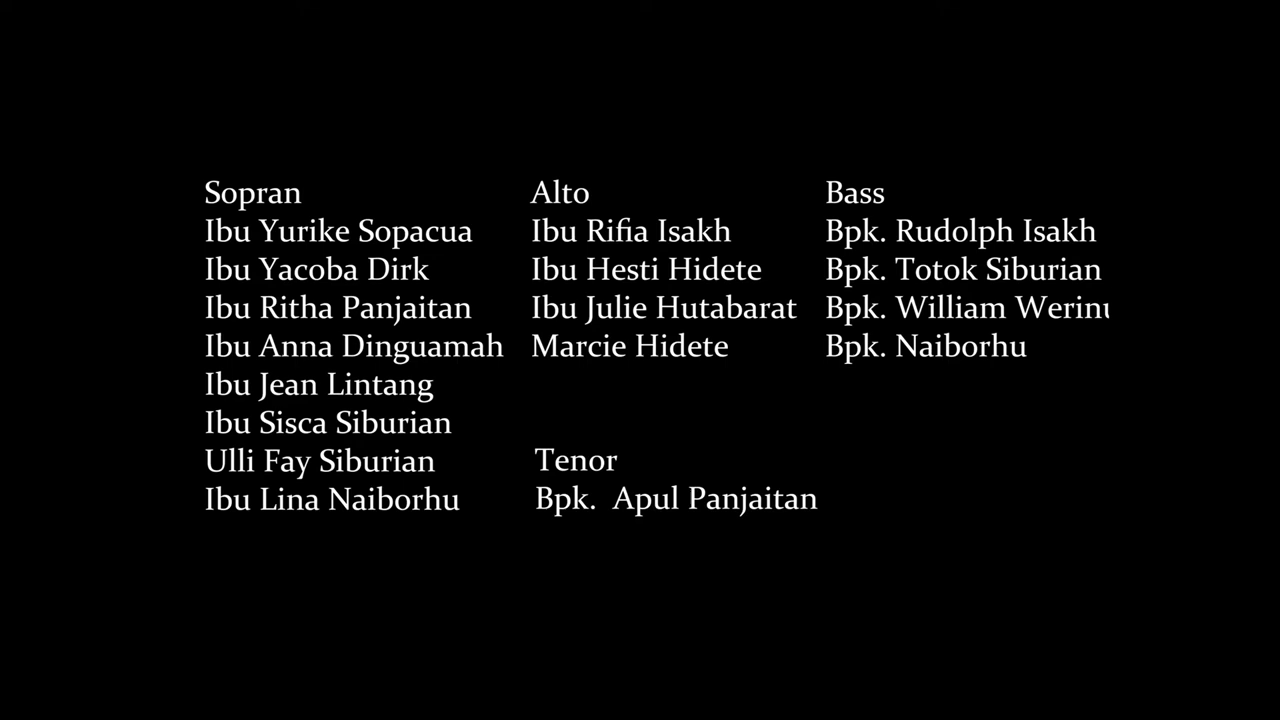 Sopran
Ibu Yurike Sopacua
Ibu Yacoba Dirk
Ibu Ritha Panjaitan
Ibu Anna Dinguamah
Ibu Jean Lintang
Ibu Sisca Siburian
Ulli Fay Siburian
Ibu Lina Naiborhu
Alto
Ibu Rifia Isakh
Ibu Hesti Hidete
Ibu Julie Hutabarat
Marcie Hidete
Tenor
Bpk. Apul Panjaitan
Bass
Bpk. Rudolph Isakh
Bpk. Totok Siburian
Bpk. William
Bpk. Naiborhu